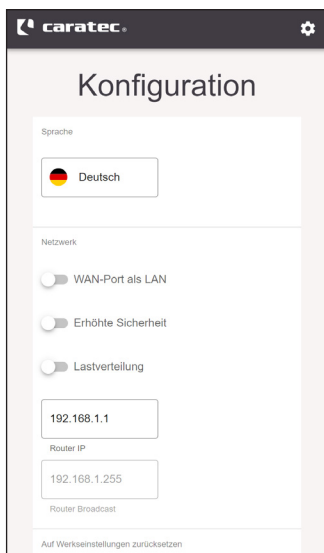 caratec®
Konfiguration
Sprache
Deutsch
Netzwerk
WAN-Port als LAN
Erhöhte Sicherheit
Lastverteilung
192.168.1.1
Router IP
192.168.1.255
Router Broadcast
Auf Werkseinstellungen zurücksetzen